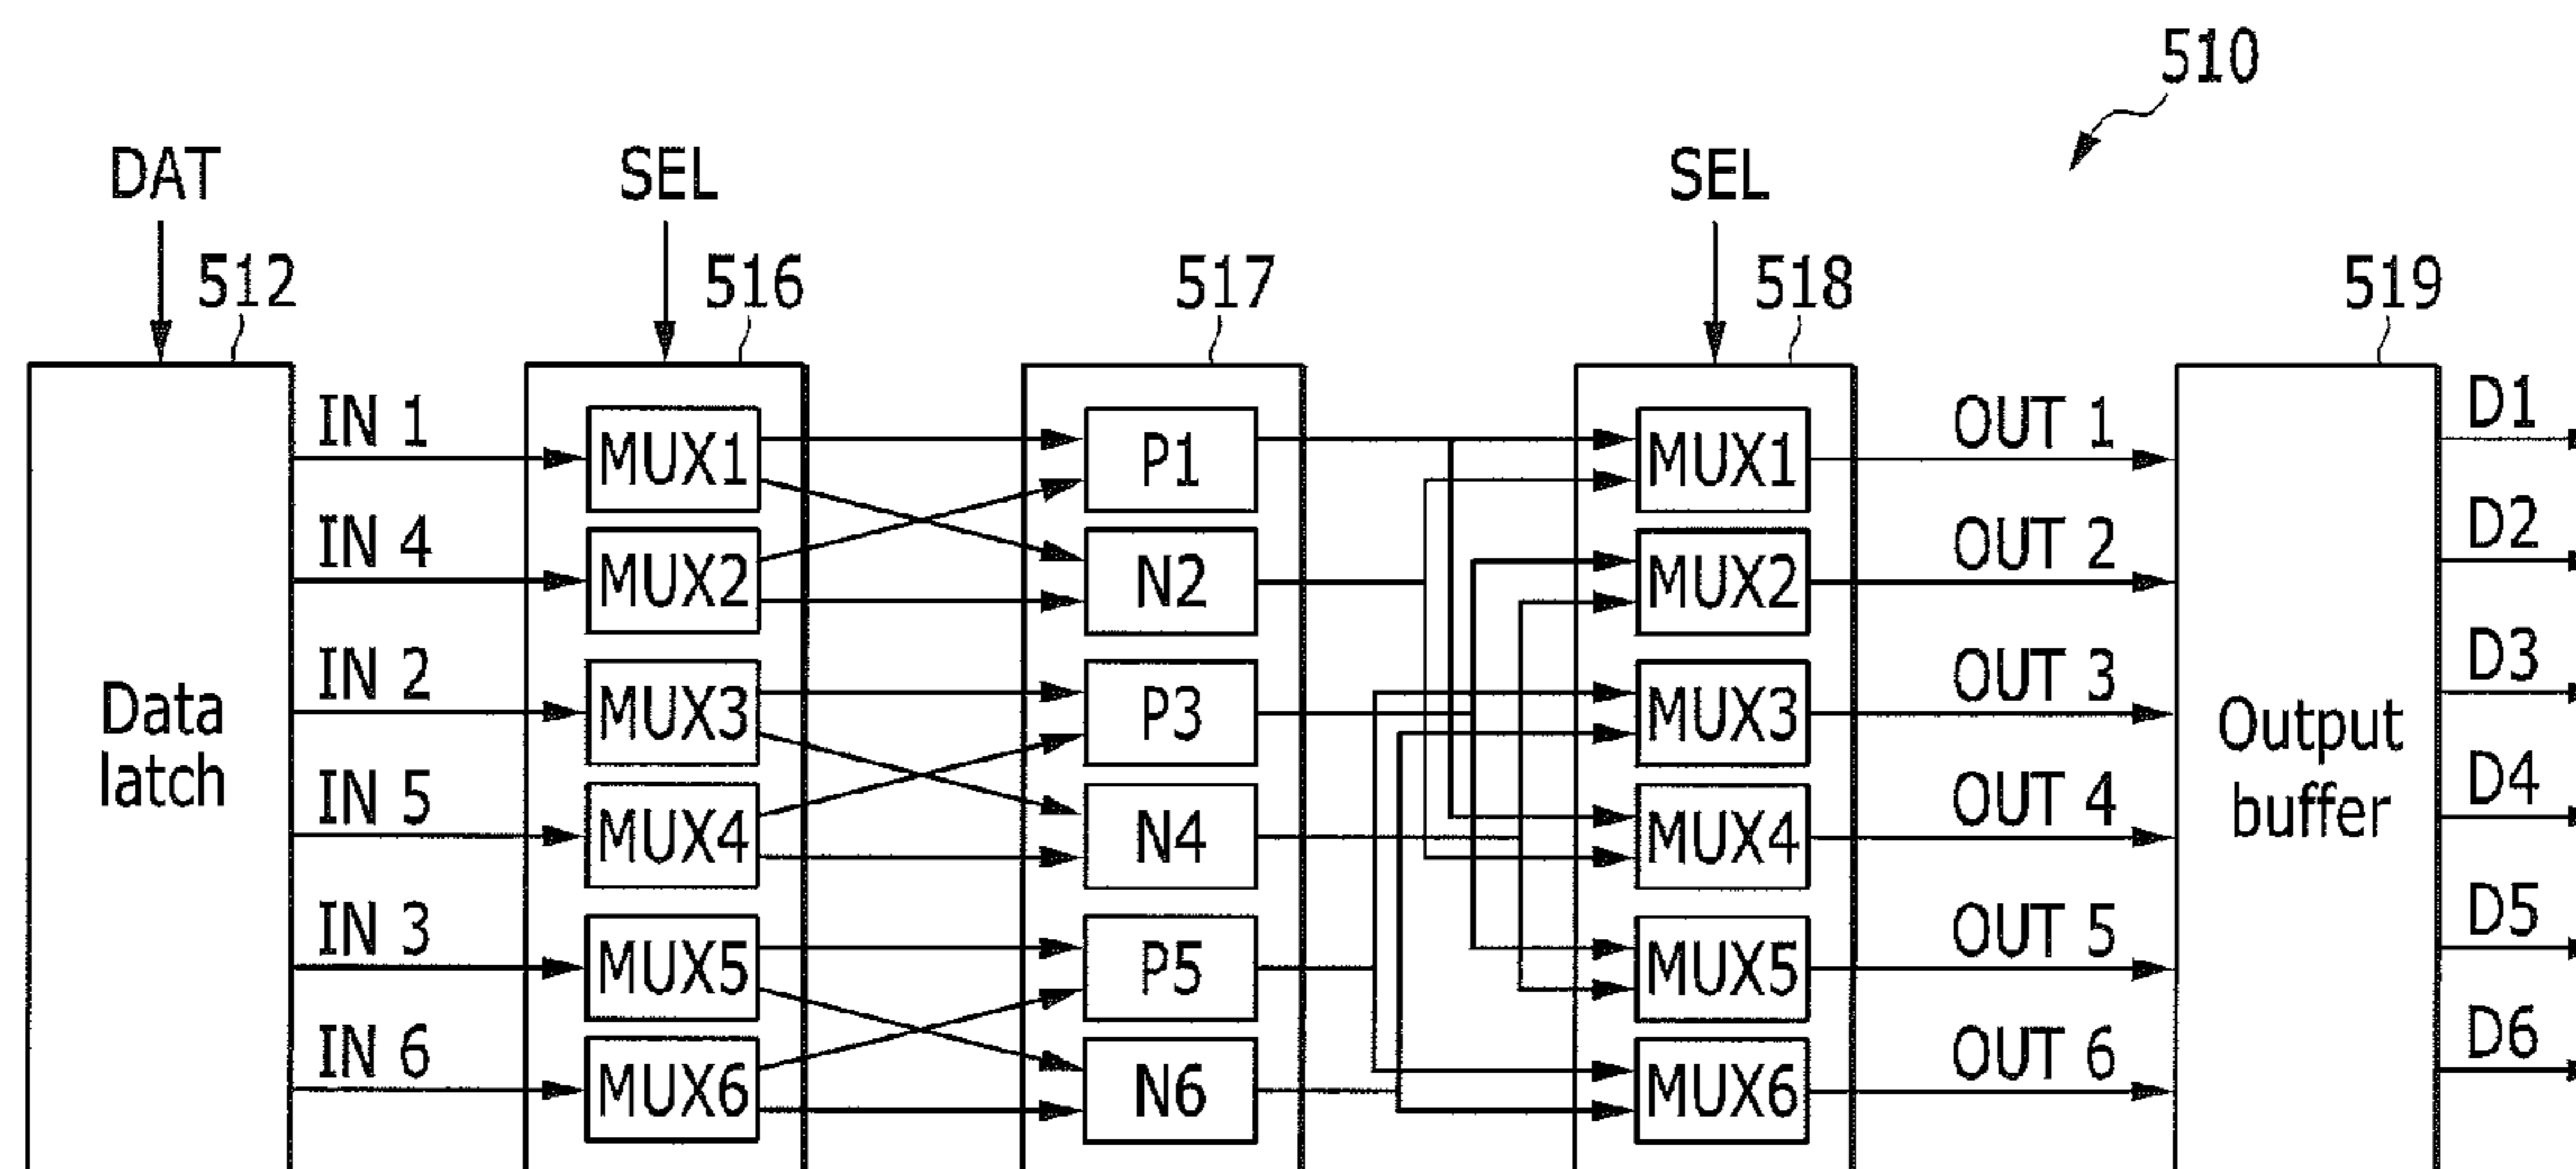 510
DAT
SEL
SEL
512
516
517
518
519
IN 1
IN 4
IN 2
IN 5
IN 3
IN 6
Data
latch
MUX1
MUX2
MUX3
MUX4
MUX5
MUX6
P1
N2
P3
N4
P5
N6
MUX1
MUX2
MUX3
MUX4
MUX5
MUX6
OUT 1
OUT 2
OUT 3
OUT 4
OUT 5
OUT 6
Output
buffer
D1
D2
D3
D4
D5
D6